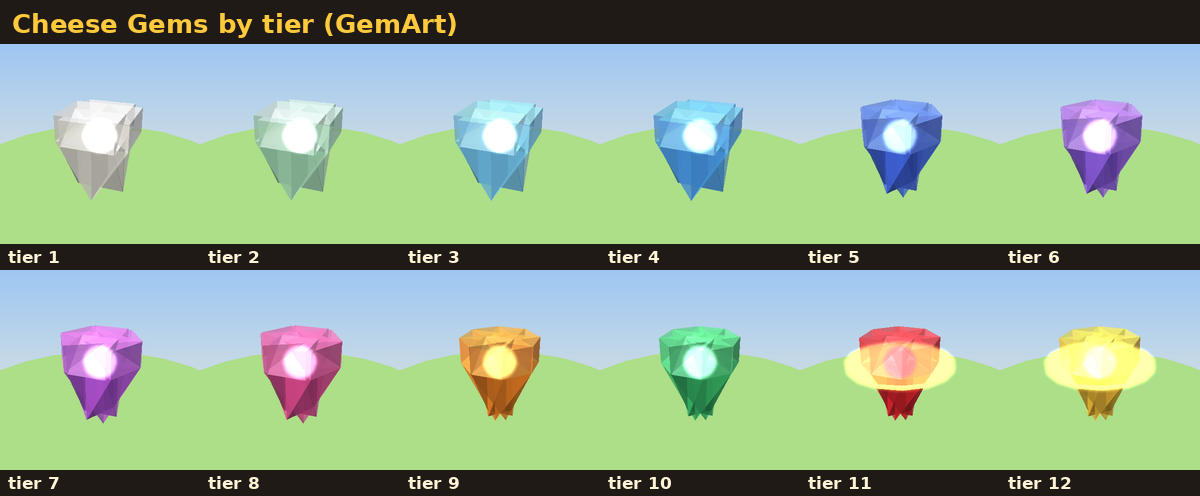 Cheese Gems by tier (GemArt)
tier 1
tier 2
tier 3
tier 4
tier 5
tier 6
tier 7
tier 8
tier 9
tier 10
tier 11
tier 12